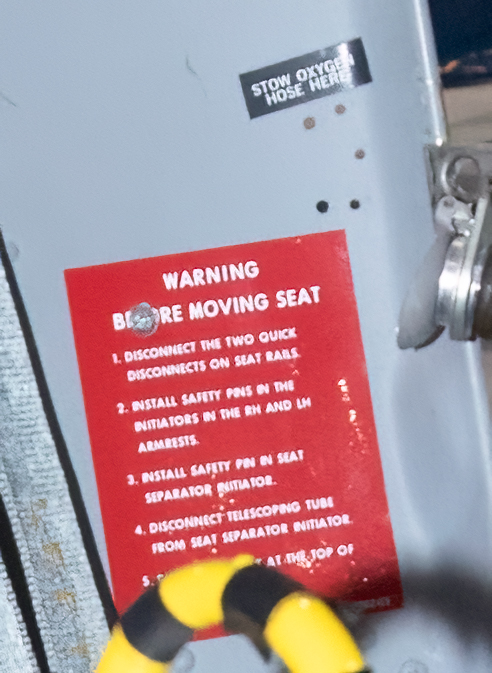 STOW OXYGEN
HOSE HERE
WARNING
BEFORE MOVING SEAT
1. DISCONNECT THE TWO QUICK
DISCONNECTS ON SEAT RAILS.
2. INSTALL SAFETY PINS IN THE
INITIATORS IN THE RH AND LH
ARMRESTS.
3. INSTALL SAFETY PIN IN SEAT
SEPARATOR INITIATOR.
4. DISCONNECT TELESCOPING TUBE
FROM SEAT SEPARATOR INITIATOR.
5. AT THE TOP OF